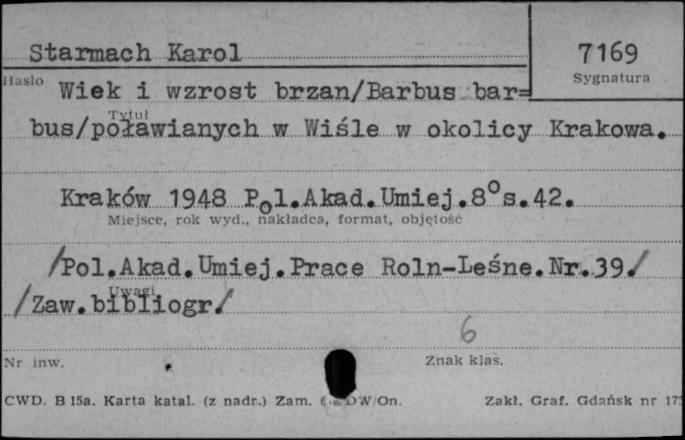 Starmach Karol
7169
Sygnatura
Hasło
Wiek i wzrost brzan/Barbus bar=
Tytuł
bus/poławianych w Wiśle w okolicy Krakowa.
Kraków 1948 Pol.Akad.Umiej.8°s.42.
Miejsce, rok wyd., nakładca, format, objętość
/Pol.Akad.Umiej.Prace Roln-Leśne.Nr.39./
Uwagi
/Zaw.bibliogr./
6
Nr inw.
Znak klas.
CWD. B 15a. Karta katal. (z nadr.) Zam. DW/On.
Zakł. Graf. Gdańsk nr